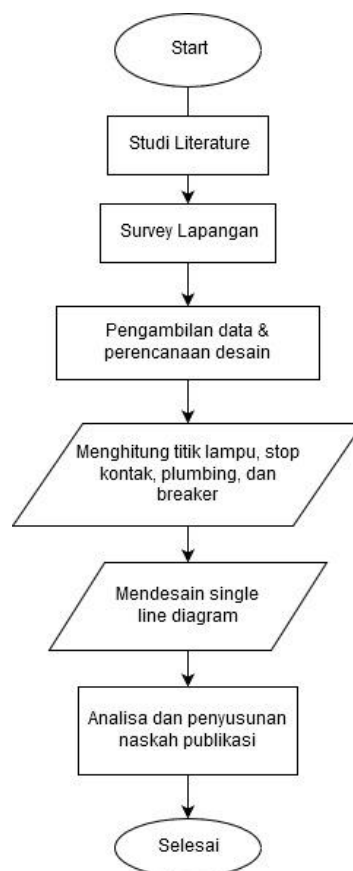 Start
Studi Literature
Survey Lapangan
Pengambilan data &
perencanaan desain
Menghitung titik lampu, stop
kontak, plumbing, dan
breaker
Mendesain single
line diagram
Analisa dan penyusunan
naskah publikasi
Selesai